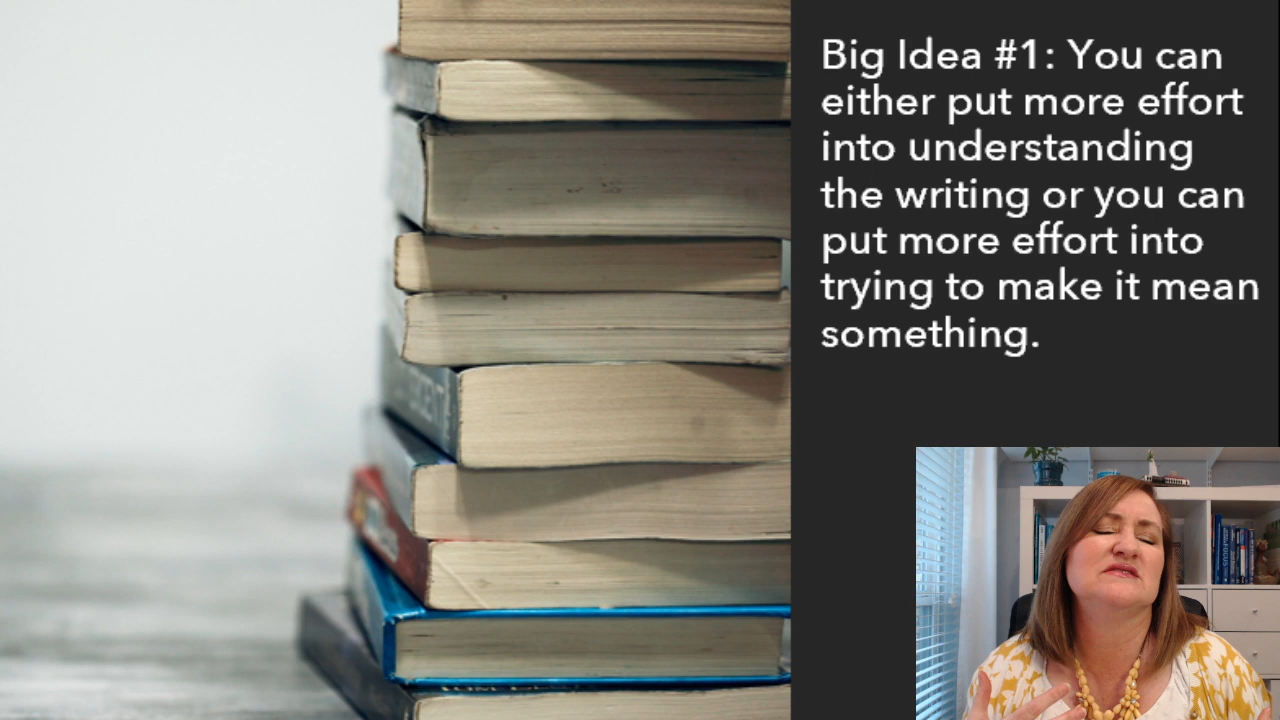 Big Idea #1: You can
either put more effort
into understanding
the writing or you can
put more effort into
trying to make it mean
something.